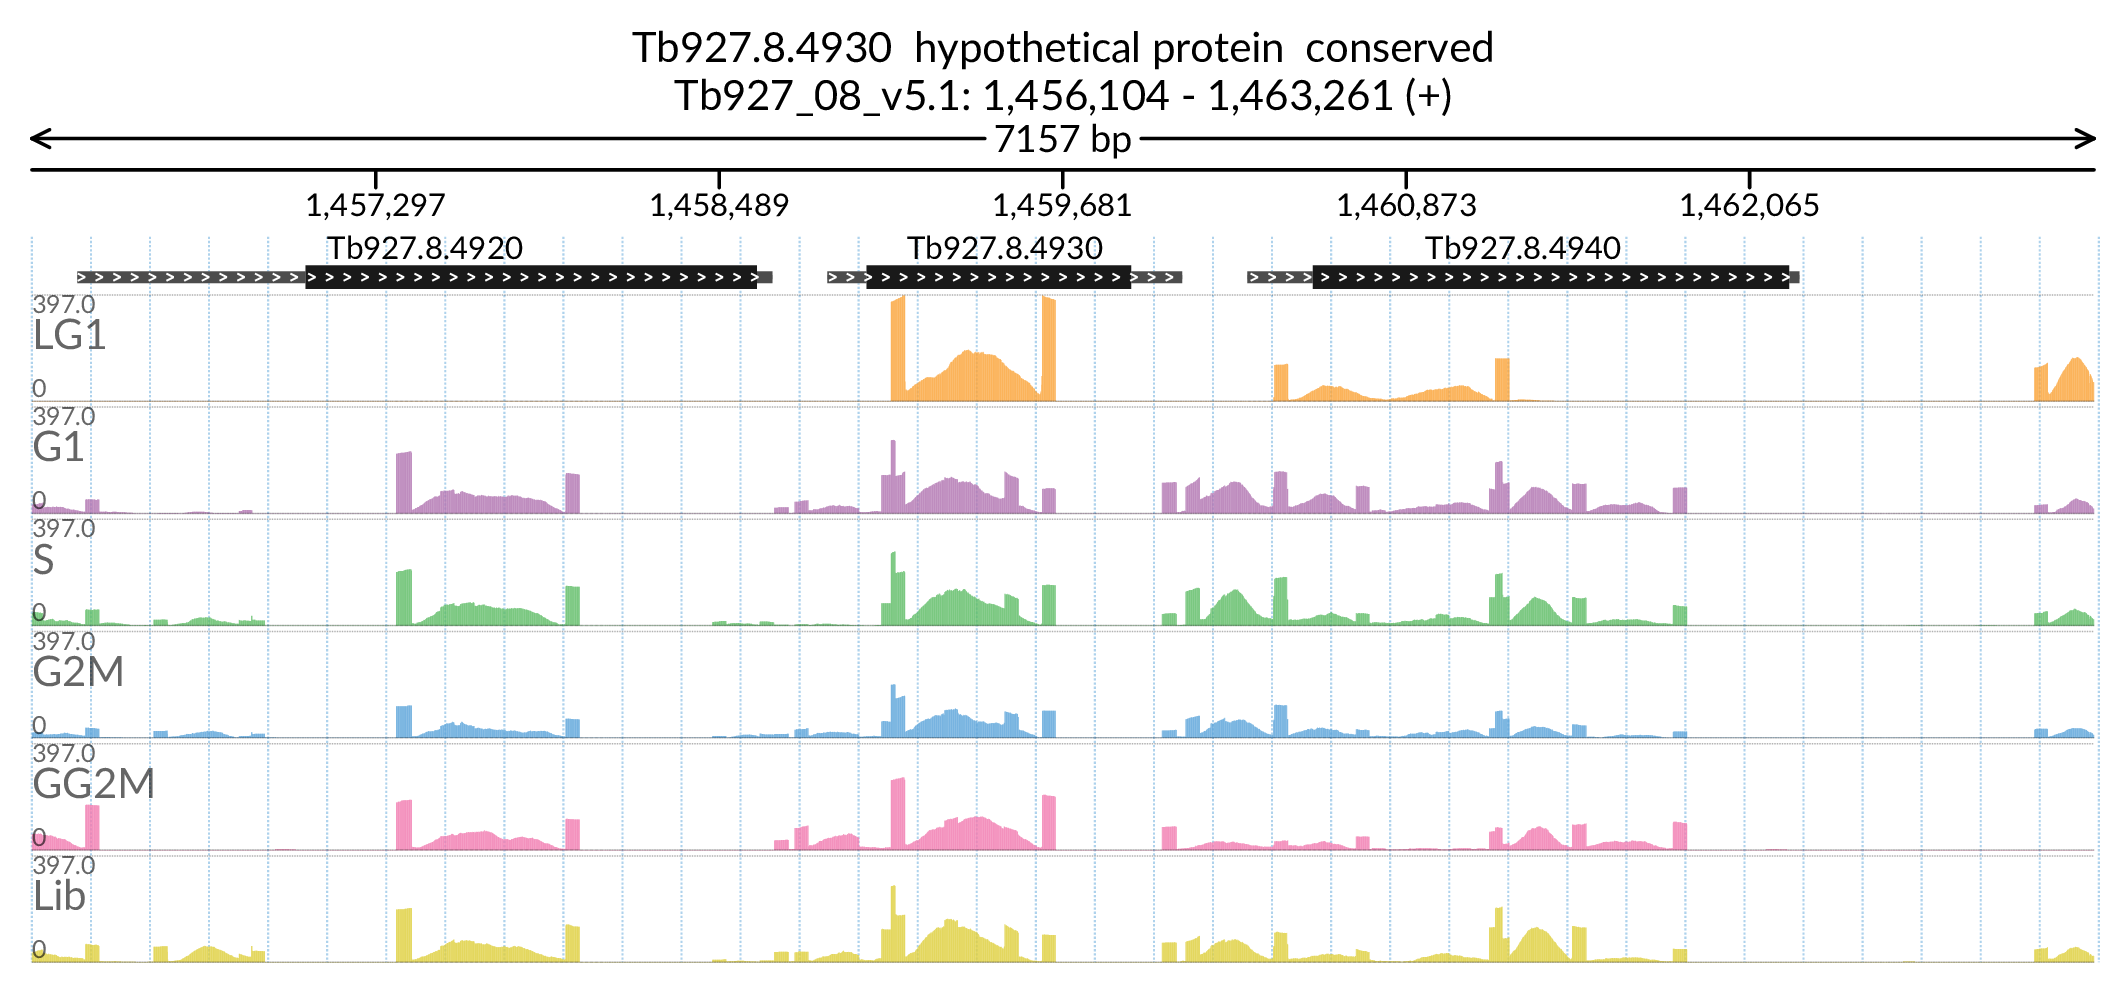 Tb927.8.4930 hypothetical protein conserved
Tb927_08_v5.1: 1,456,104 - 1,463,261 (+)
7157 bp
1,457,297 1,458,489 1,459,681 1,460,873 1,462,065
Tb927.8.4920 Tb927.8.4930 Tb927.8.4940
397.0
LG1
0
397.0
G1
0
397.0
S
0
397.0
G2M
0
397.0
GG2M
0
397.0
Lib
0